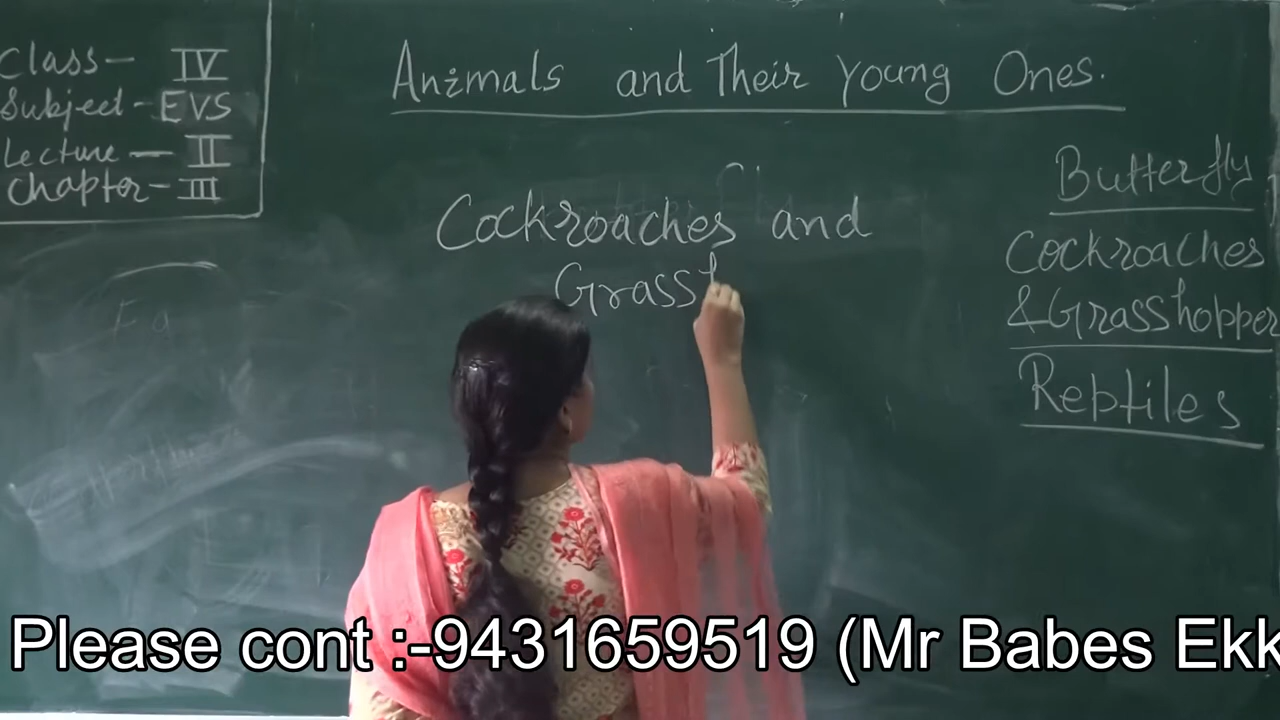 Class- IV
Subject- EVS
Lecture- II
Chapter- III
Animals and Their Young Ones.
Cockroaches and
Grassh
Butterfly
Cockroaches
& Grasshopper
Reptiles
Please cont :-9431659519 (Mr Babes Ekk